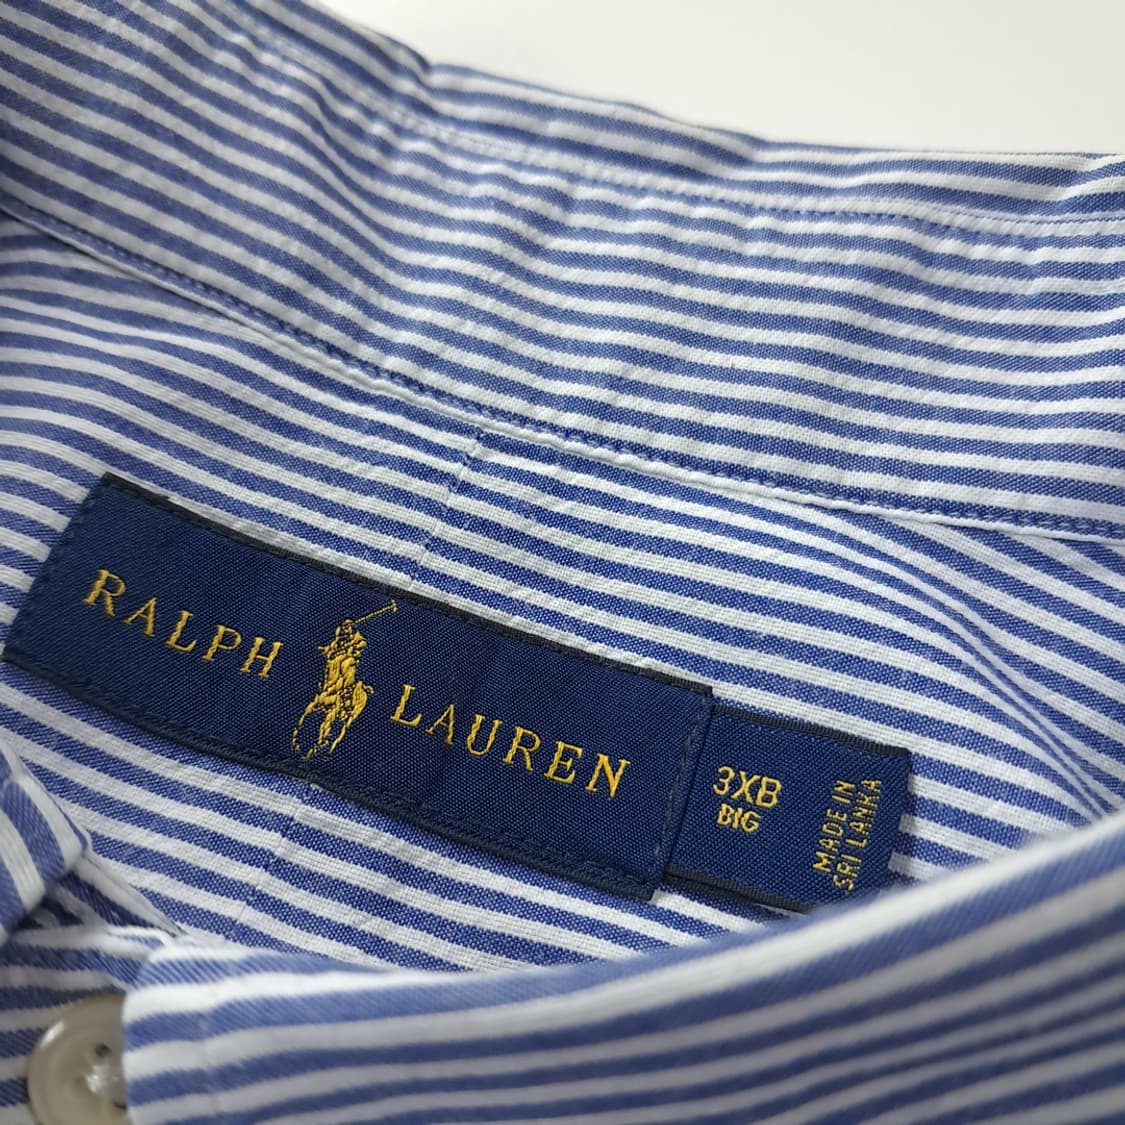 RALPH LAUREN
3XB
BIG
MADE IN
SRI LANKA